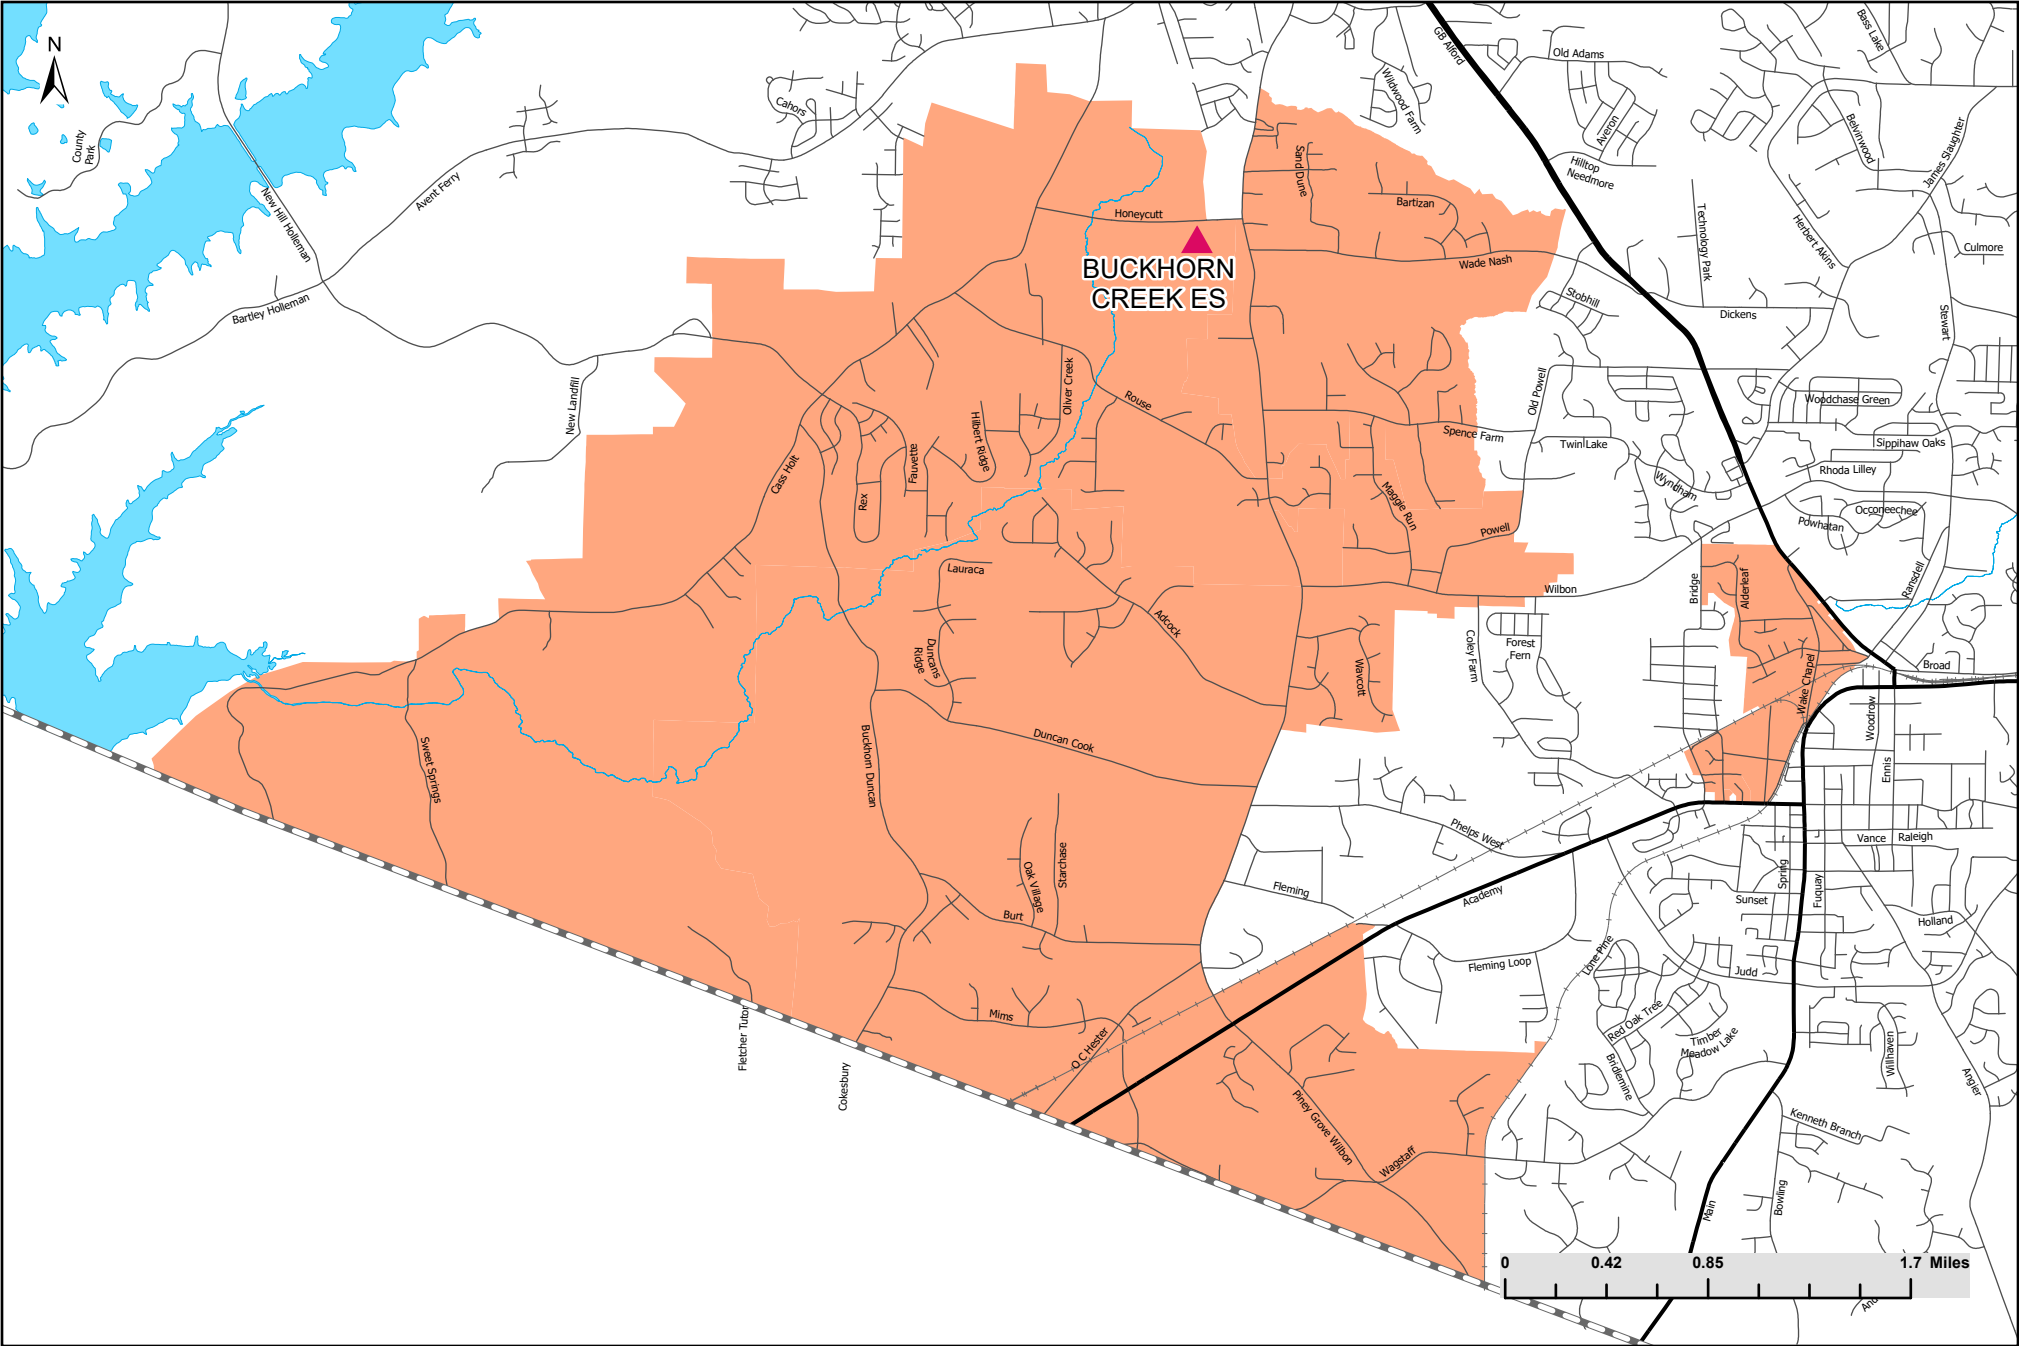 N
GB Alford
Bass Lake
Old Adams
Wildwood Farm
Cahors
County
Park
Averon
Belvinwood
James Slaughter
Hilltop
Needmore
Sand Dune
Bartizan
Avent Ferry
New Hill Holleman
Honeycutt
Technology Park
Herbert Akins
Culmore
BUCKHORN
CREEK ES
Wade Nash
Stobhill
Bartley Holleman
Dickens
Stewart
New Landfill
Oliver Creek
Rouse
Old Powell
Woodchase Green
Hilbert Ridge
Spence Farm
Twin Lake
Sippihaw Oaks
Cass Holt
Fauvette
Rhoda Lilley
Rex
Maggie Run
Wyndham
Occoneechee
Powhatan
Powell
Lauraca
Wilbon
Bridge
Alderleaf
Ransdell
Adcock
Coley Farm
Forest
Fern
Duncans
Ridge
Wavcott
Wake Chapel
Broad
Woodrow
Sweet Springs
Buckhorn Duncan
Duncan Cook
Ennis
Phelps West
Vance
Raleigh
Starchase
Oak Village
Fleming
Academy
Spring
Fuquay
Sunset
Burt
Holland
Lone Pine
Fleming Loop
Judd
Mims
Fletcher Tutor
O C Hester
Red Oak Tree
Timber
Meadow Lake
Willhaven
Cokesbury
Bridlemine
Angier
Piney Grove Wilbon
Kenneth Branch
Wagstaff
Main
Bowling
0 0.42 0.85 1.7 Miles